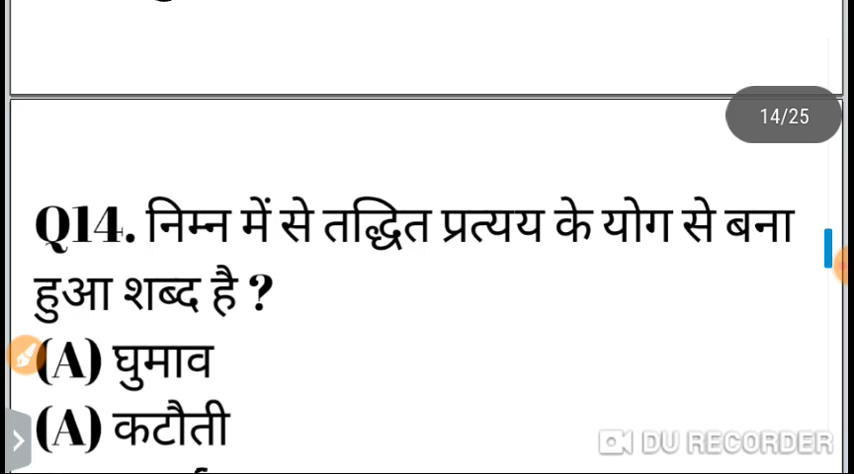 14/25
Q14. निम्न में से तद्धित प्रत्यय के योग से बना
हुआ शब्द है ?
(A) घुमाव
(A) कटौती
DU RECORDER